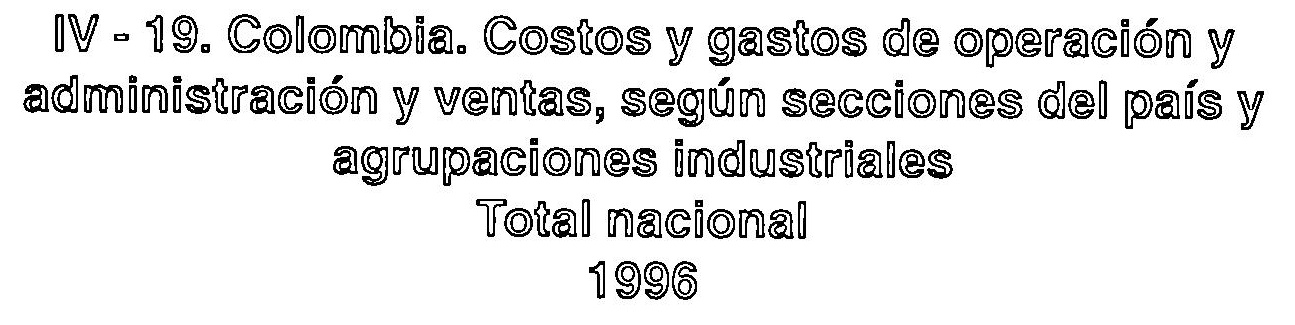 IV - 19. Colombia. Costos y gastos de operación y
administración y ventas, según secciones del país y
agrupaciones industriales
Total nacional
1996